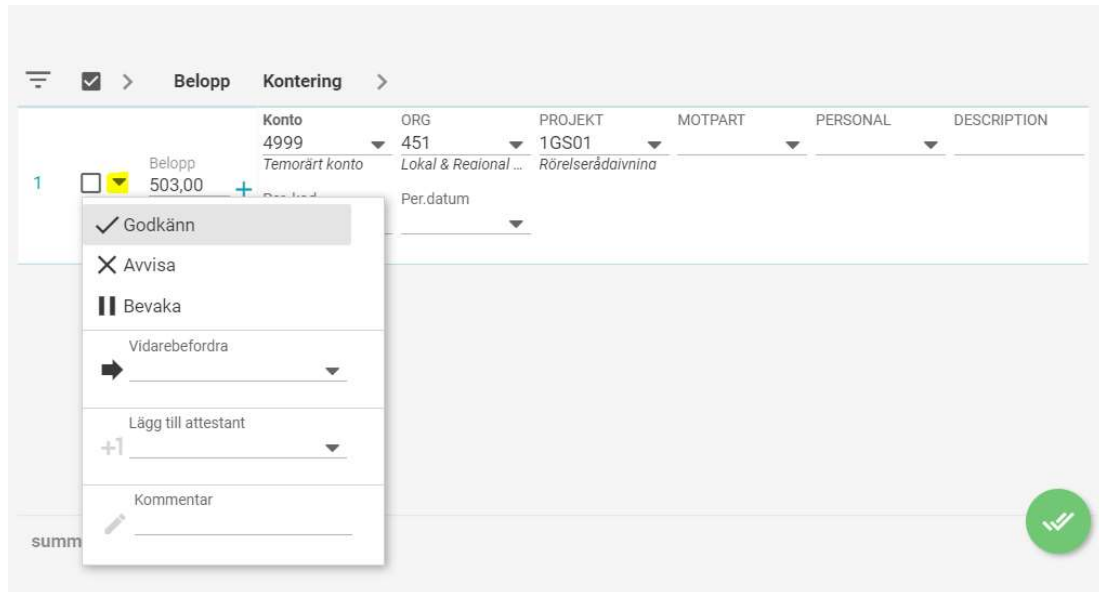 Belopp Kontering
Konto ORG PROJEKT MOTPART PERSONAL DESCRIPTION
4999 451 1GS01
Temorärt konto Lokal & Regional ... Rörelserådaivnina
1 Belopp
503,00
Per.datum
Godkänn
Avvisa
Bevaka
Vidarebefordra
Lägg till attestant
+1
Kommentar
summ